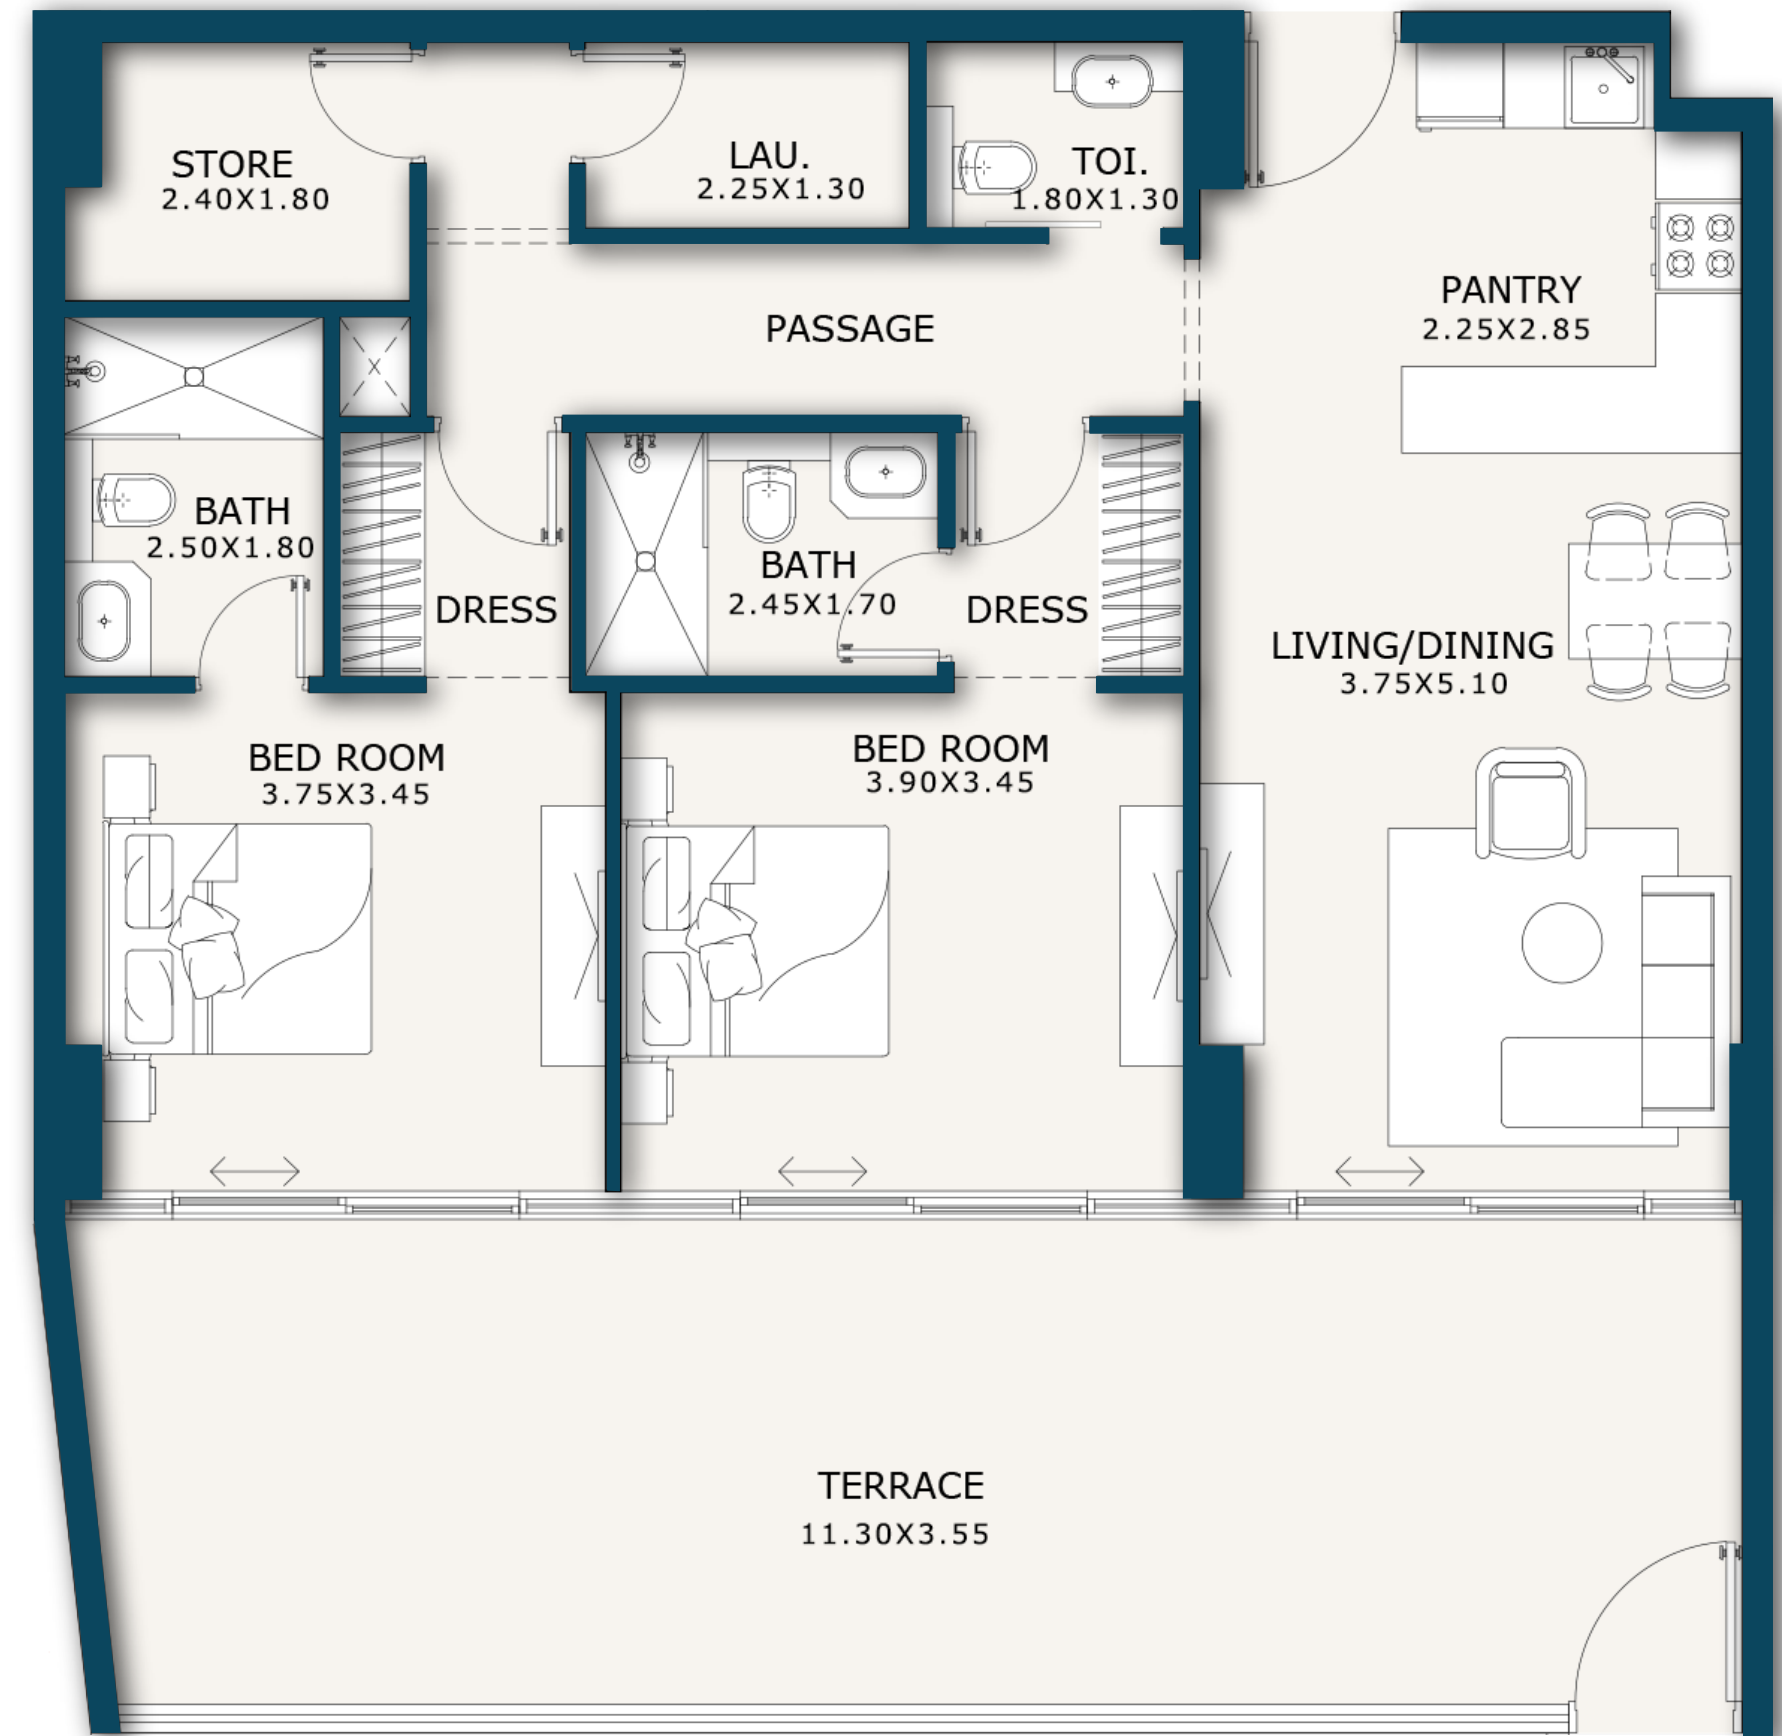 STORE
2.40X1.80
LAU.
2.25X1.30
TOI.
1.80X1.30
PANTRY
2.25X2.85
PASSAGE
BATH
2.50X1.80
DRESS
BATH
2.45X1.70
DRESS
LIVING/DINING
3.75X5.10
BED ROOM
3.75X3.45
BED ROOM
3.90X3.45
TERRACE
11.30X3.55